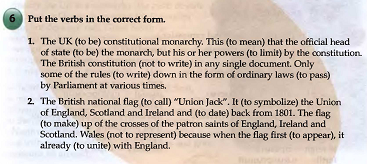 6 Put the verbs in the correct form.
1. The UK (to be) constitutional monarchy. This (to mean) that the official head
of state (to be) the monarch, but his or her powers (to limit) by the constitution.
The British constitution (not to write) in any single document. Only
some of the rules (to write) down in the form of ordinary laws (to pass)
by Parliament at various times.
2. The British national flag (to call) "Union Jack". It (to symbolize) the Union
of England, Scotland and Ireland and (to date) back from 1801. The flag
(to make) up of the crosses of the patron saints of England, Ireland and
Scotland. Wales (not to represent) because when the flag first (to appear), it
already (to unite) with England.